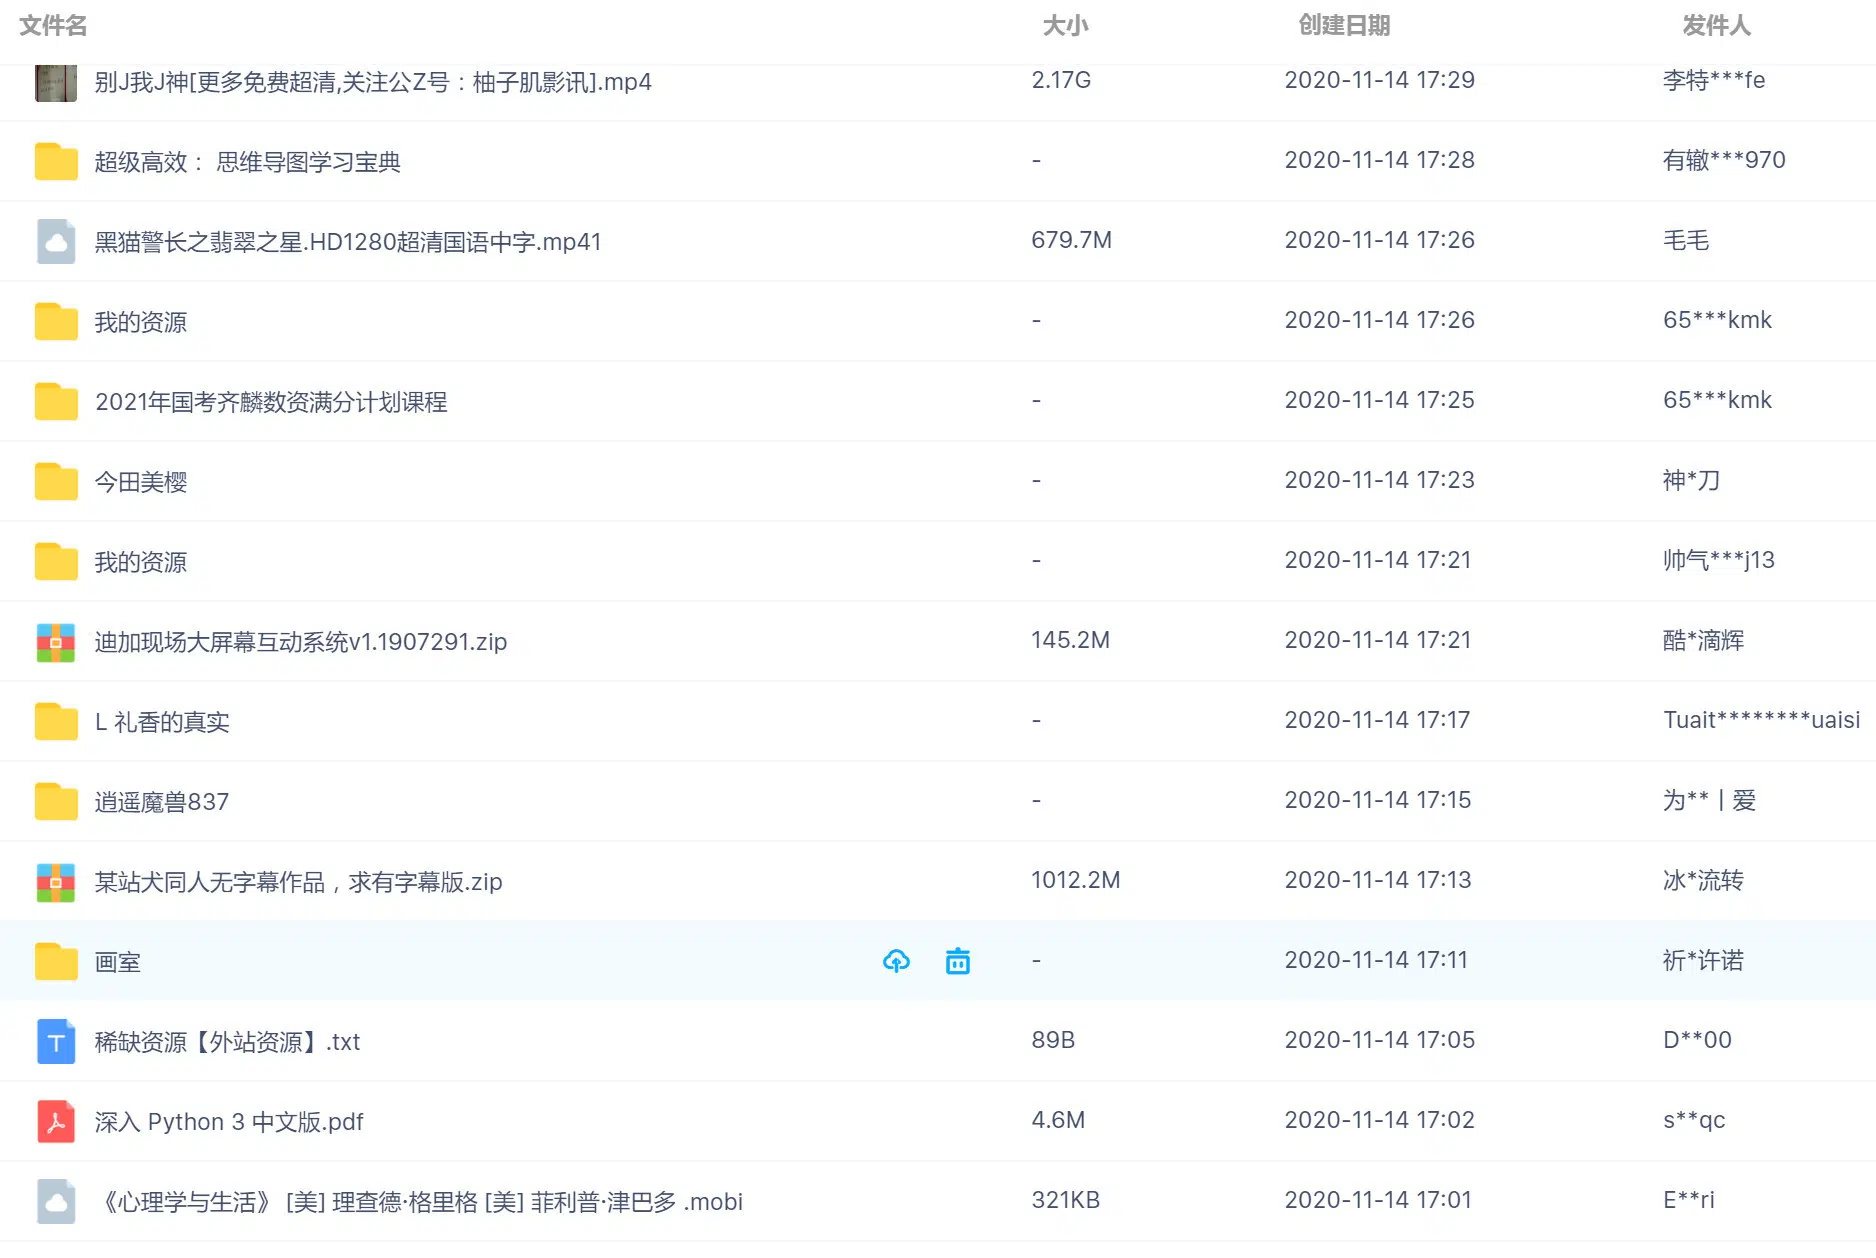 文件名 大小 创建日期 发件人
别J我J神[更多免费超清,关注公Z号：柚子肌影讯].mp4 2.17G 2020-11-14 17:29 李特***fe
超级高效： 思维导图学习宝典 - 2020-11-14 17:28 有辙***970
黑猫警长之翡翠之星.HD1280超清国语中字.mp41 679.7M 2020-11-14 17:26 毛毛
我的资源 - 2020-11-14 17:26 65***kmk
2021年国考齐麟数资满分计划课程 - 2020-11-14 17:25 65***kmk
今田美樱 - 2020-11-14 17:23 神*刀
我的资源 - 2020-11-14 17:21 帅气***j13
迪加现场大屏幕互动系统v1.1907291.zip 145.2M 2020-11-14 17:21 酷*滴辉
L 礼香的真实 - 2020-11-14 17:17 Tuait********uaisi
逍遥魔兽837 - 2020-11-14 17:15 为**丨爱
某站犬同人无字幕作品，求有字幕版.zip 1012.2M 2020-11-14 17:13 冰*流转
画室 - 2020-11-14 17:11 祈*许诺
稀缺资源【外站资源】.txt 89B 2020-11-14 17:05 D**00
深入 Python 3 中文版.pdf 4.6M 2020-11-14 17:02 s**qc
《心理学与生活》 [美] 理查德·格里格 [美] 菲利普·津巴多 .mobi 321KB 2020-11-14 17:01 E**ri